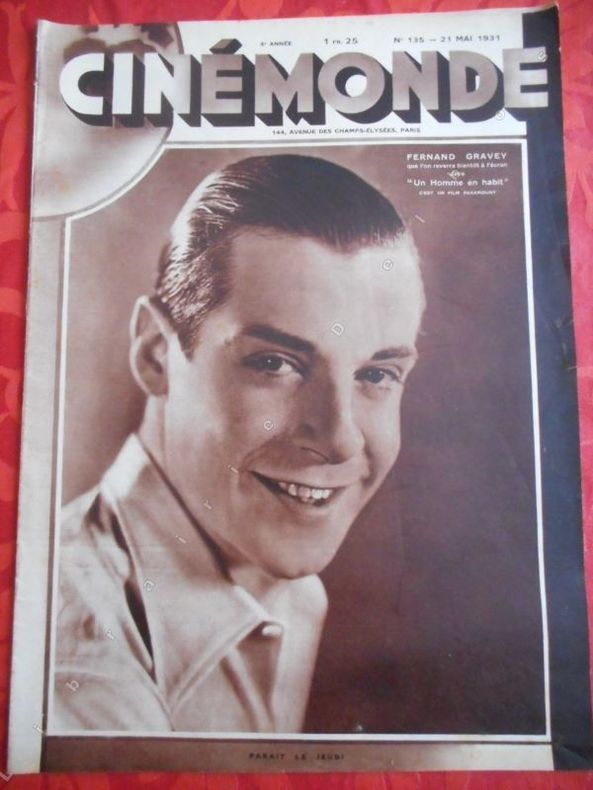 4e ANNÉE 1 FR. 25 N° 135 – 21 MAI 1931
CINÉMONDE
144, AVENUE DES CHAMPS-ÉLYSÉES, PARIS
FERNAND GRAVEY
que l'on reverra bientôt à l'écran
dans
"Un Homme en habit"
C'EST UN FILM PARAMOUNT
PARAIT LE JEUDI